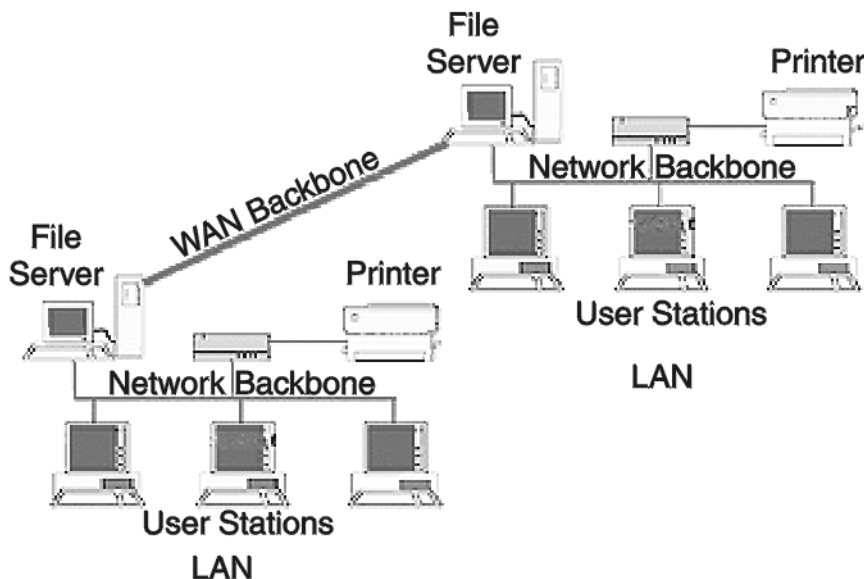 File
Server
Printer
Network Backbone
User Stations
LAN
WAN Backbone
File
Server
Printer
Network Backbone
User Stations
LAN